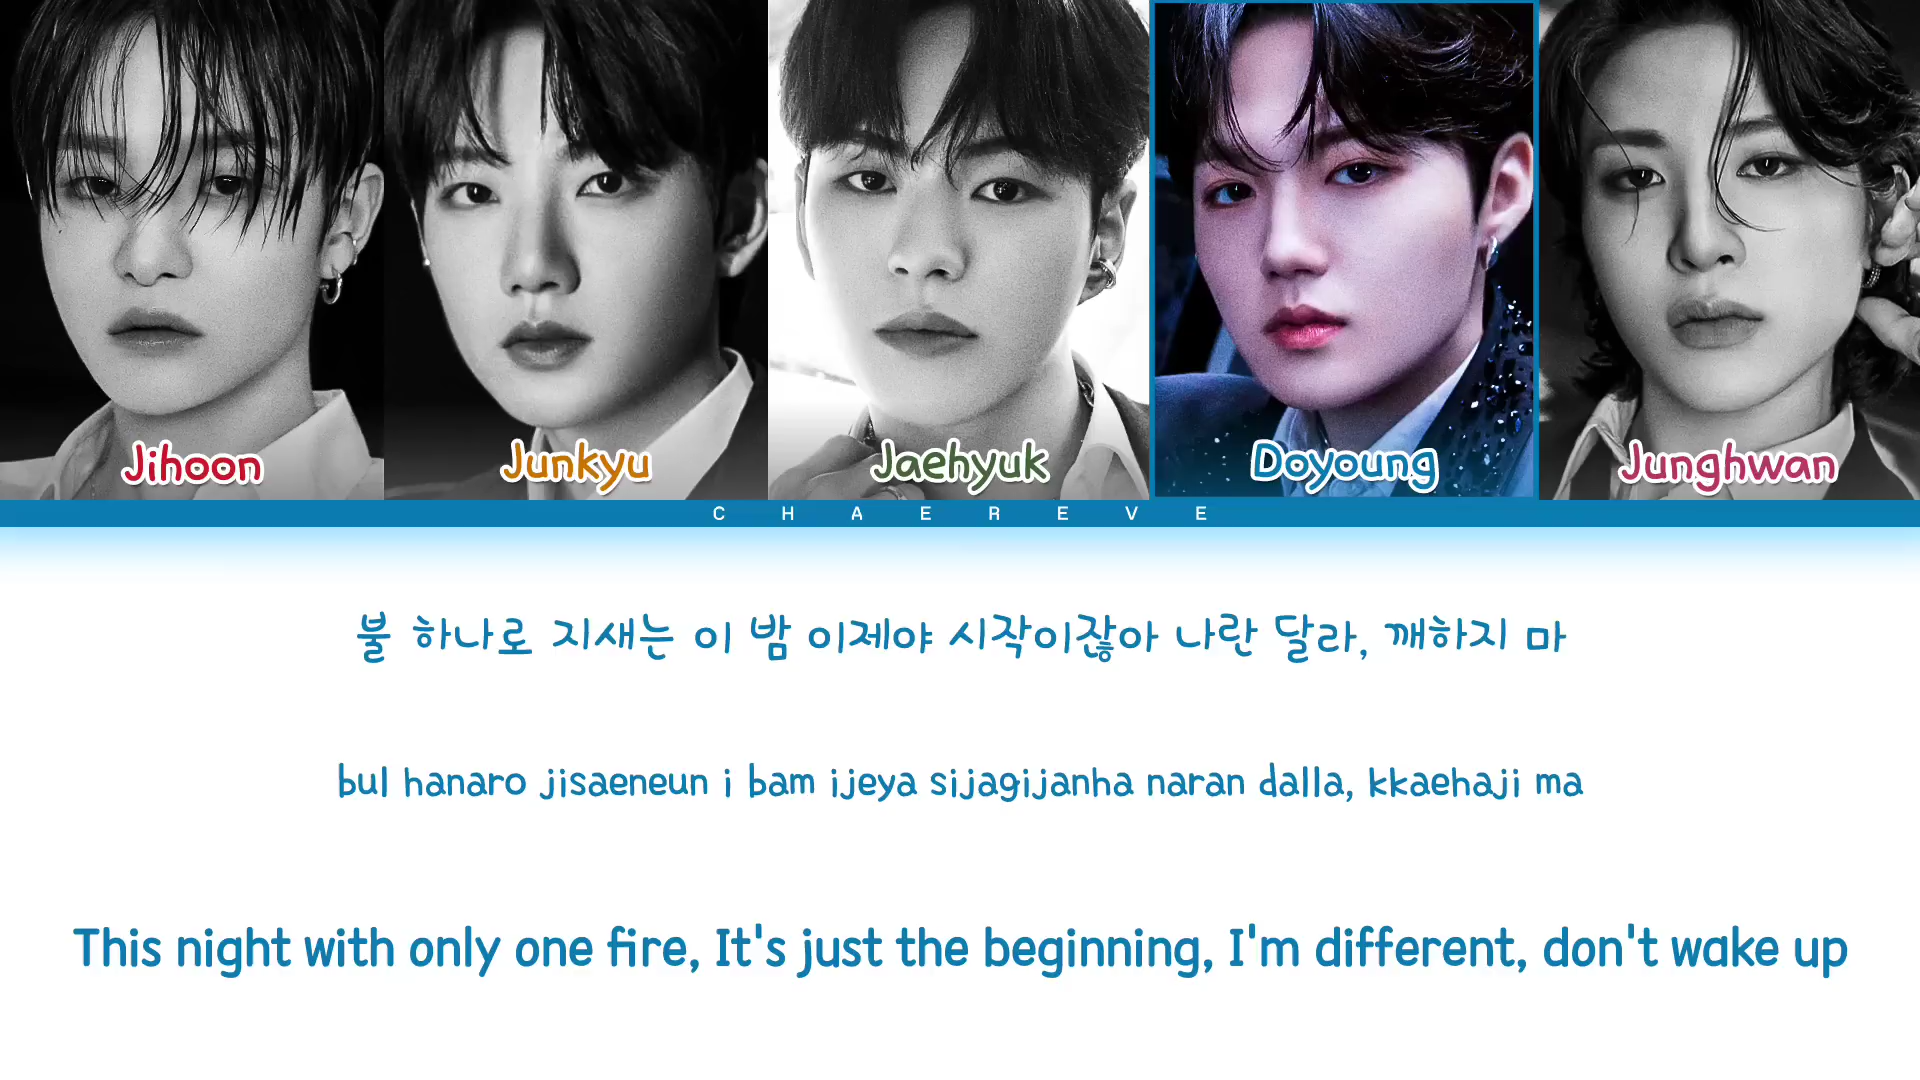 Jihoon
Junkyu
Jaehyuk
Doyoung
Junghwan
CHAEREVE
불 하나로 지새는 이 밤 이제야 시작이잖아 나란 달라, 깨하지 마
bul hanaro jisaeneun i bam ijeya sijagijanha naran dalla, kkaehaji ma
This night with only one fire, It's just the beginning, I'm different, don't wake up